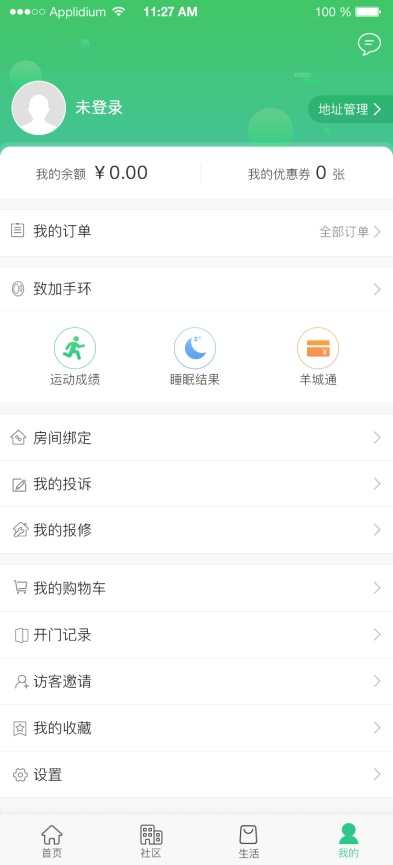 Applidium 11:27 AM 100 %
未登录
地址管理
我的余额 ￥0.00 我的优惠券 0 张
我的订单 全部订单
致加手环
运动成绩 睡眠结果 羊城通
房间绑定
我的投诉
我的报修
我的购物车
开门记录
访客邀请
我的收藏
设置
首页 社区 生活 我的